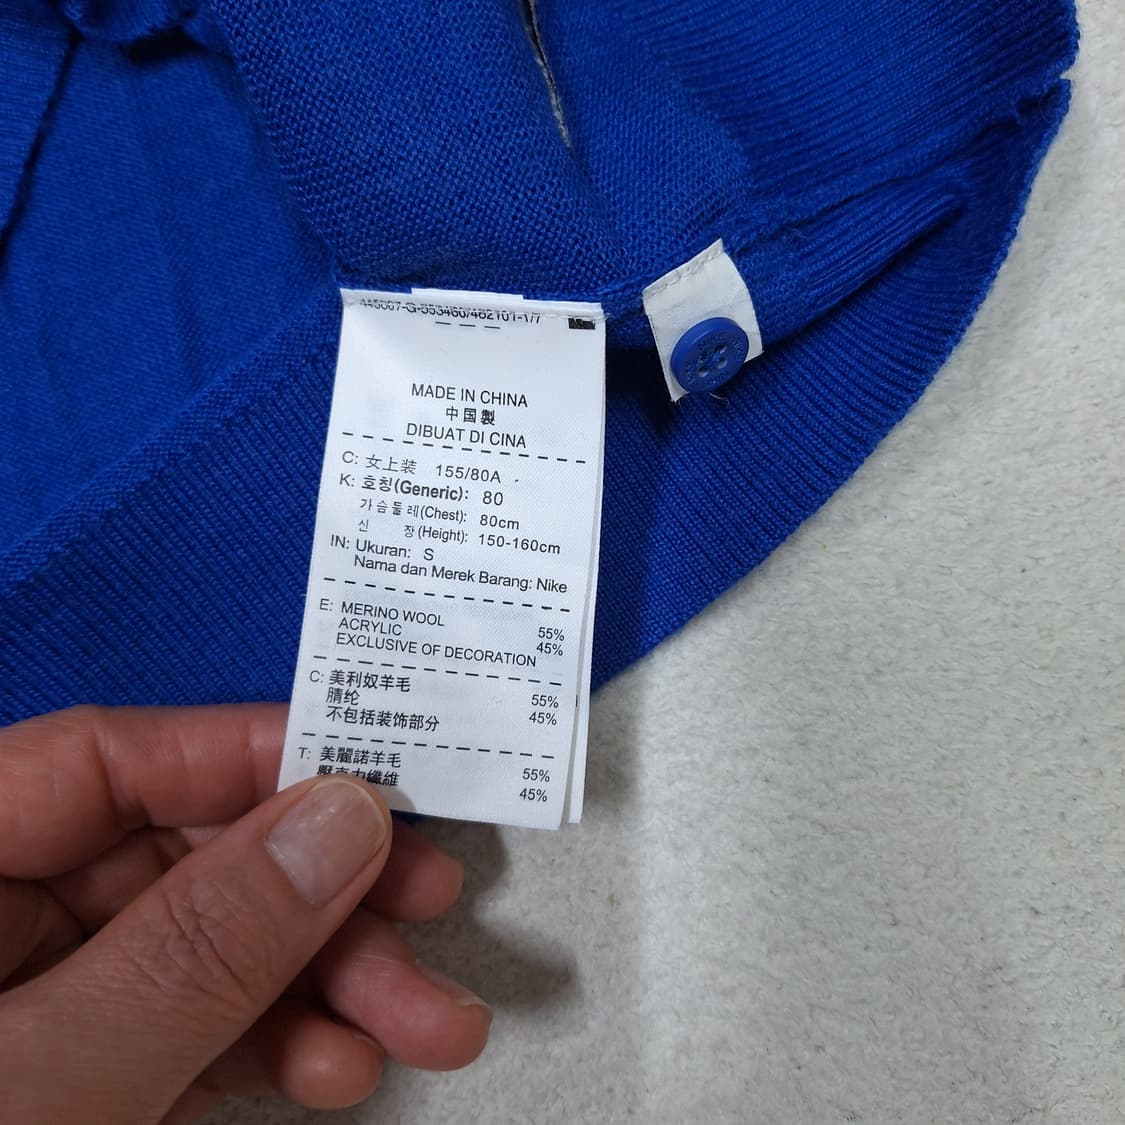 MADE IN CHINA
中国製
DIBUAT DI CINA
C: 女上装 155/80A
K: 호칭(Generic): 80
가슴둘레(Chest): 80cm
신 장(Height): 150-160cm
IN: Ukuran: S
Nama dan Merek Barang: Nike
E: MERINO WOOL 55%
ACRYLIC 45%
EXCLUSIVE OF DECORATION
C: 美利奴羊毛 55%
腈纶 45%
不包括装饰部分
T: 美麗諾羊毛 55%
壓克力纖維 45%
NIKE